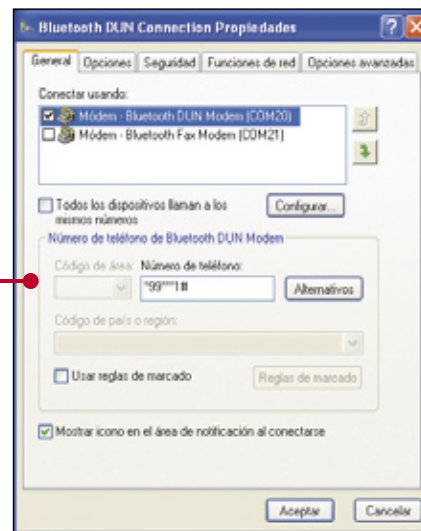 Bluetooth DUN Connection Propiedades
General Opciones Seguridad Funciones de red Opciones avanzadas
Conectar usando:
Módem - Bluetooth DUN Modem (COM20)
Módem - Bluetooth Fax Modem (COM21)
Todos los dispositivos llaman a los
mismos números
Configurar...
Número de teléfono de Bluetooth DUN Modem
Código de área: Número de teléfono:
*99***1#
Alternativos
Código de país o región:
Usar reglas de marcado
Reglas de marcado
Mostrar icono en el área de notificación al conectarse
Aceptar Cancelar